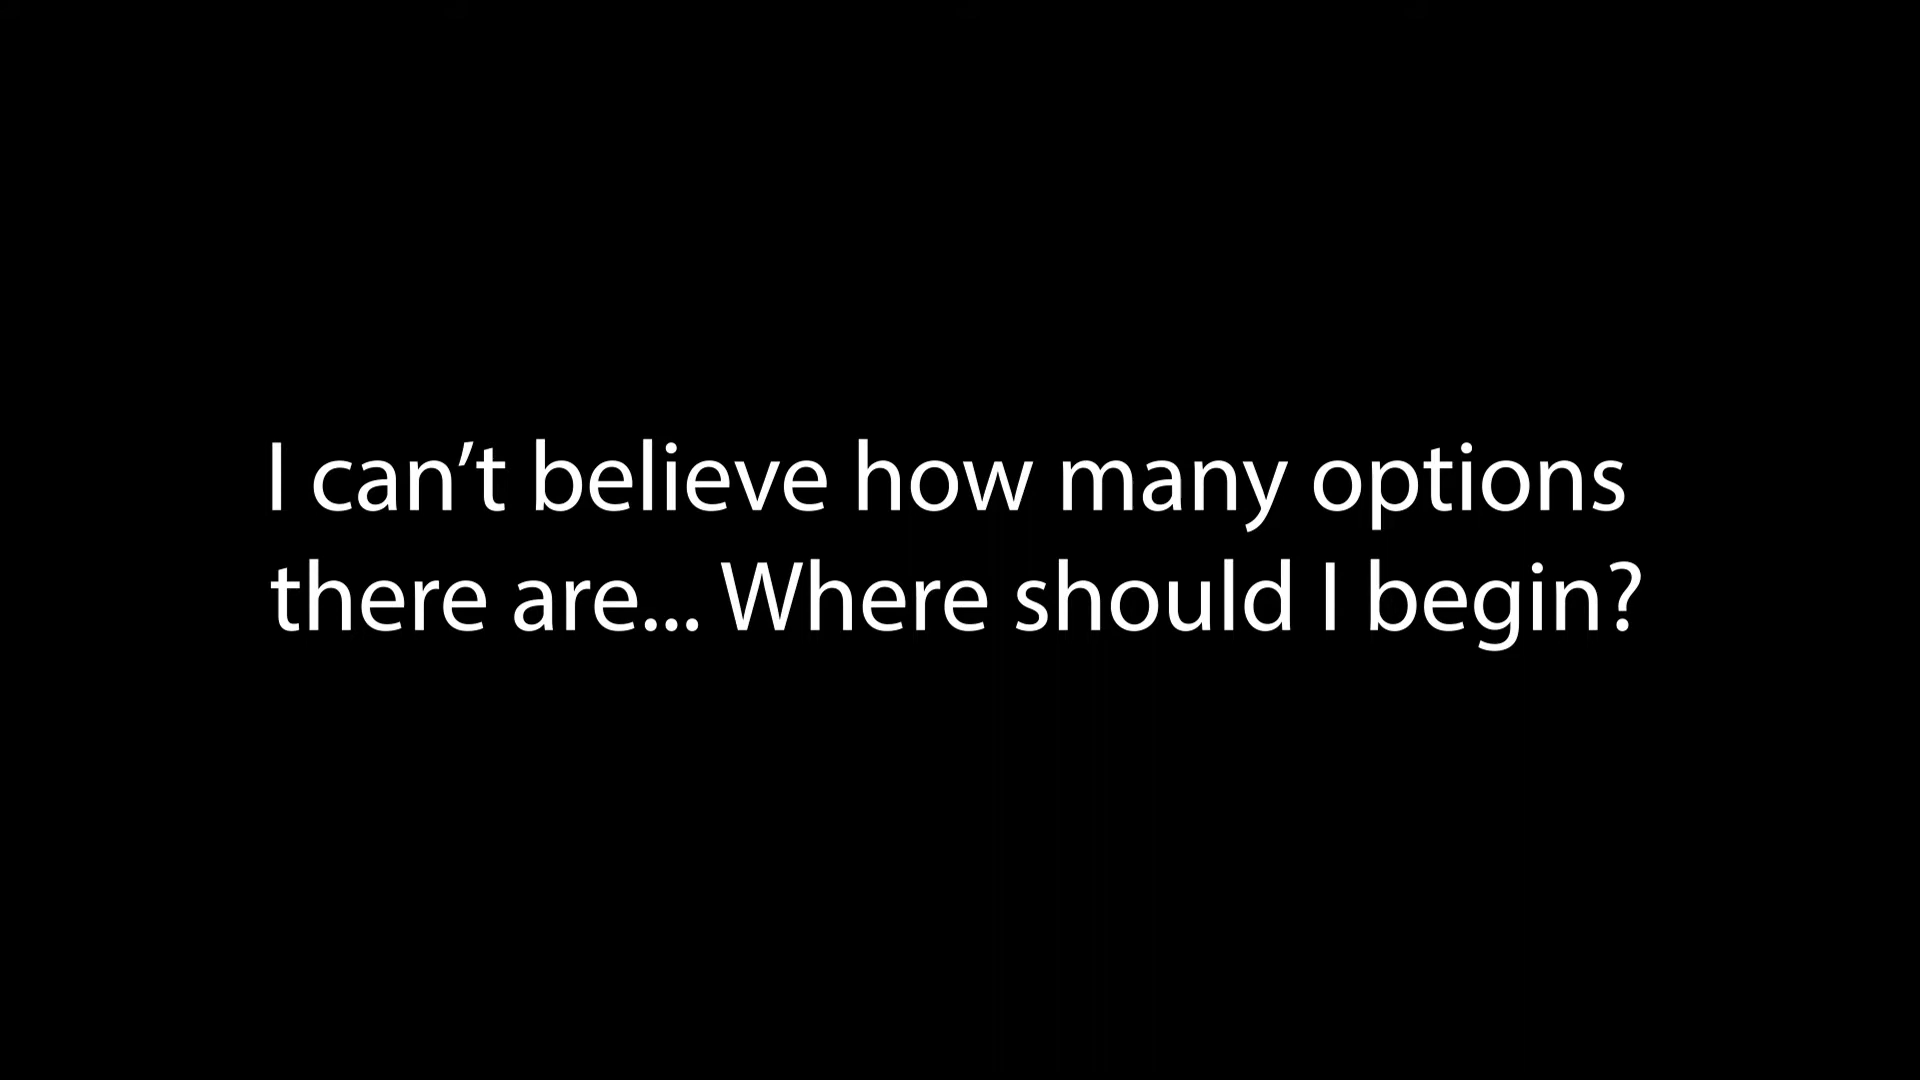 I can’t believe how many options
there are... Where should I begin?